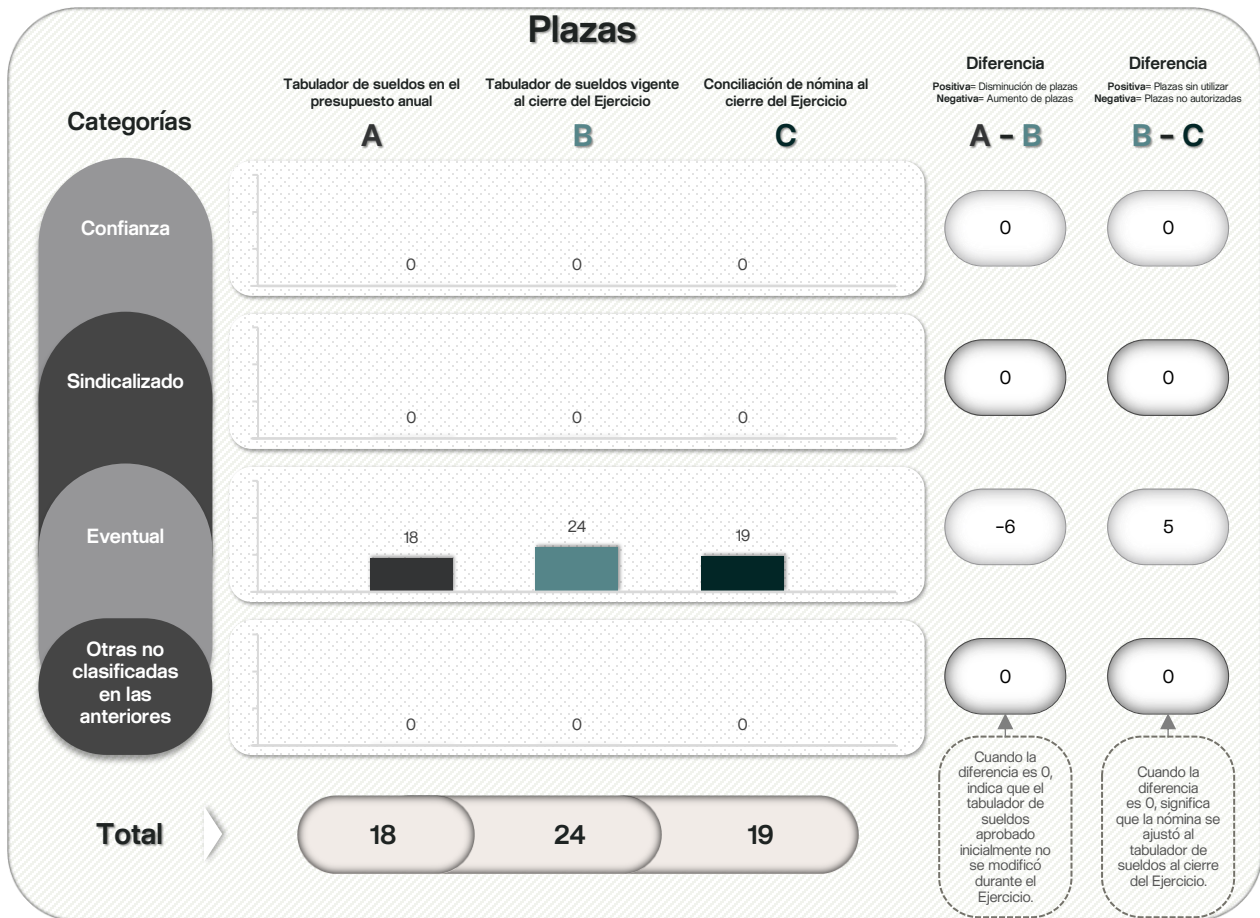 Plazas
Categorías
Tabulador de sueldos en el
presupuesto anual
A
Tabulador de sueldos vigente
al cierre del Ejercicio
B
Conciliación de nómina al
cierre del Ejercicio
C
Diferencia
Positiva= Disminución de plazas
Negativa= Aumento de plazas
A – B
Diferencia
Positiva= Plazas sin utilizar
Negativa= Plazas no autorizadas
B – C
Confianza
0
0
0
0
0
Sindicalizado
0
0
0
0
0
Eventual
18
24
19
-6
5
Otras no
clasificadas
en las
anteriores
0
0
0
0
0
Cuando la
diferencia es 0,
indica que el
tabulador de
sueldos
aprobado
inicialmente no
se modificó
durante el
Ejercicio.
Cuando la
diferencia
es 0, significa
que la nómina se
ajustó al
tabulador de
sueldos al cierre
del Ejercicio.
Total
18
24
19